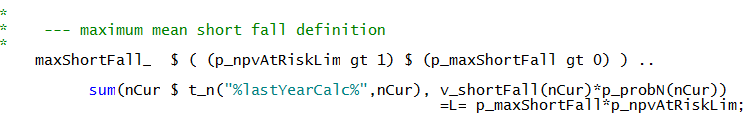 *
*    --- maximum mean short fall definition
*
    maxShortFall_  $ ( (p_npvAtRiskLim gt 1) $ (p_maxShortFall gt 0) ) ..
          sum(nCur $ t_n("%lastYearCalc%",nCur), v_shortFall(nCur)*p_probN(nCur))
                                                       =L= p_maxShortFall*p_npvAtRiskLim;